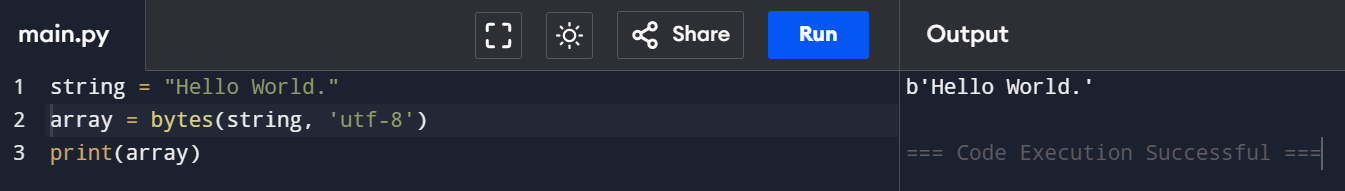 main.py
Share
Run
Output
1 string = "Hello World."
2 array = bytes(string, 'utf-8')
3 print(array)
b'Hello World.'
=== Code Execution Successful ===